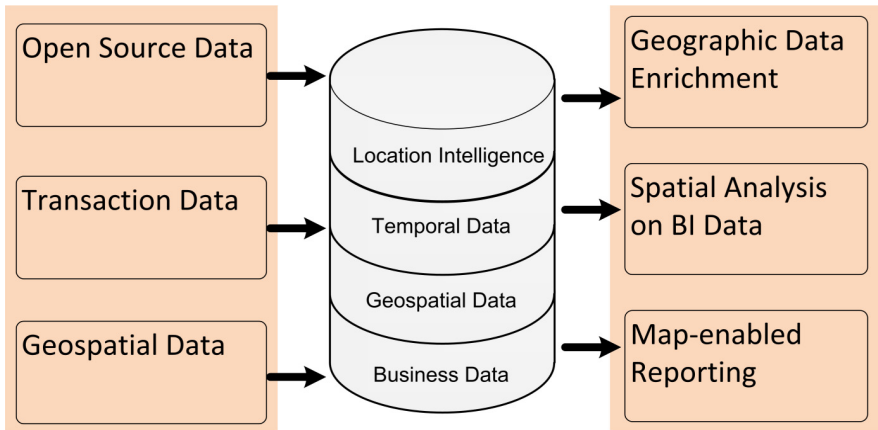 Open Source Data
Transaction Data
Geospatial Data
Location Intelligence
Temporal Data
Geospatial Data
Business Data
Geographic Data
Enrichment
Spatial Analysis
on BI Data
Map-enabled
Reporting